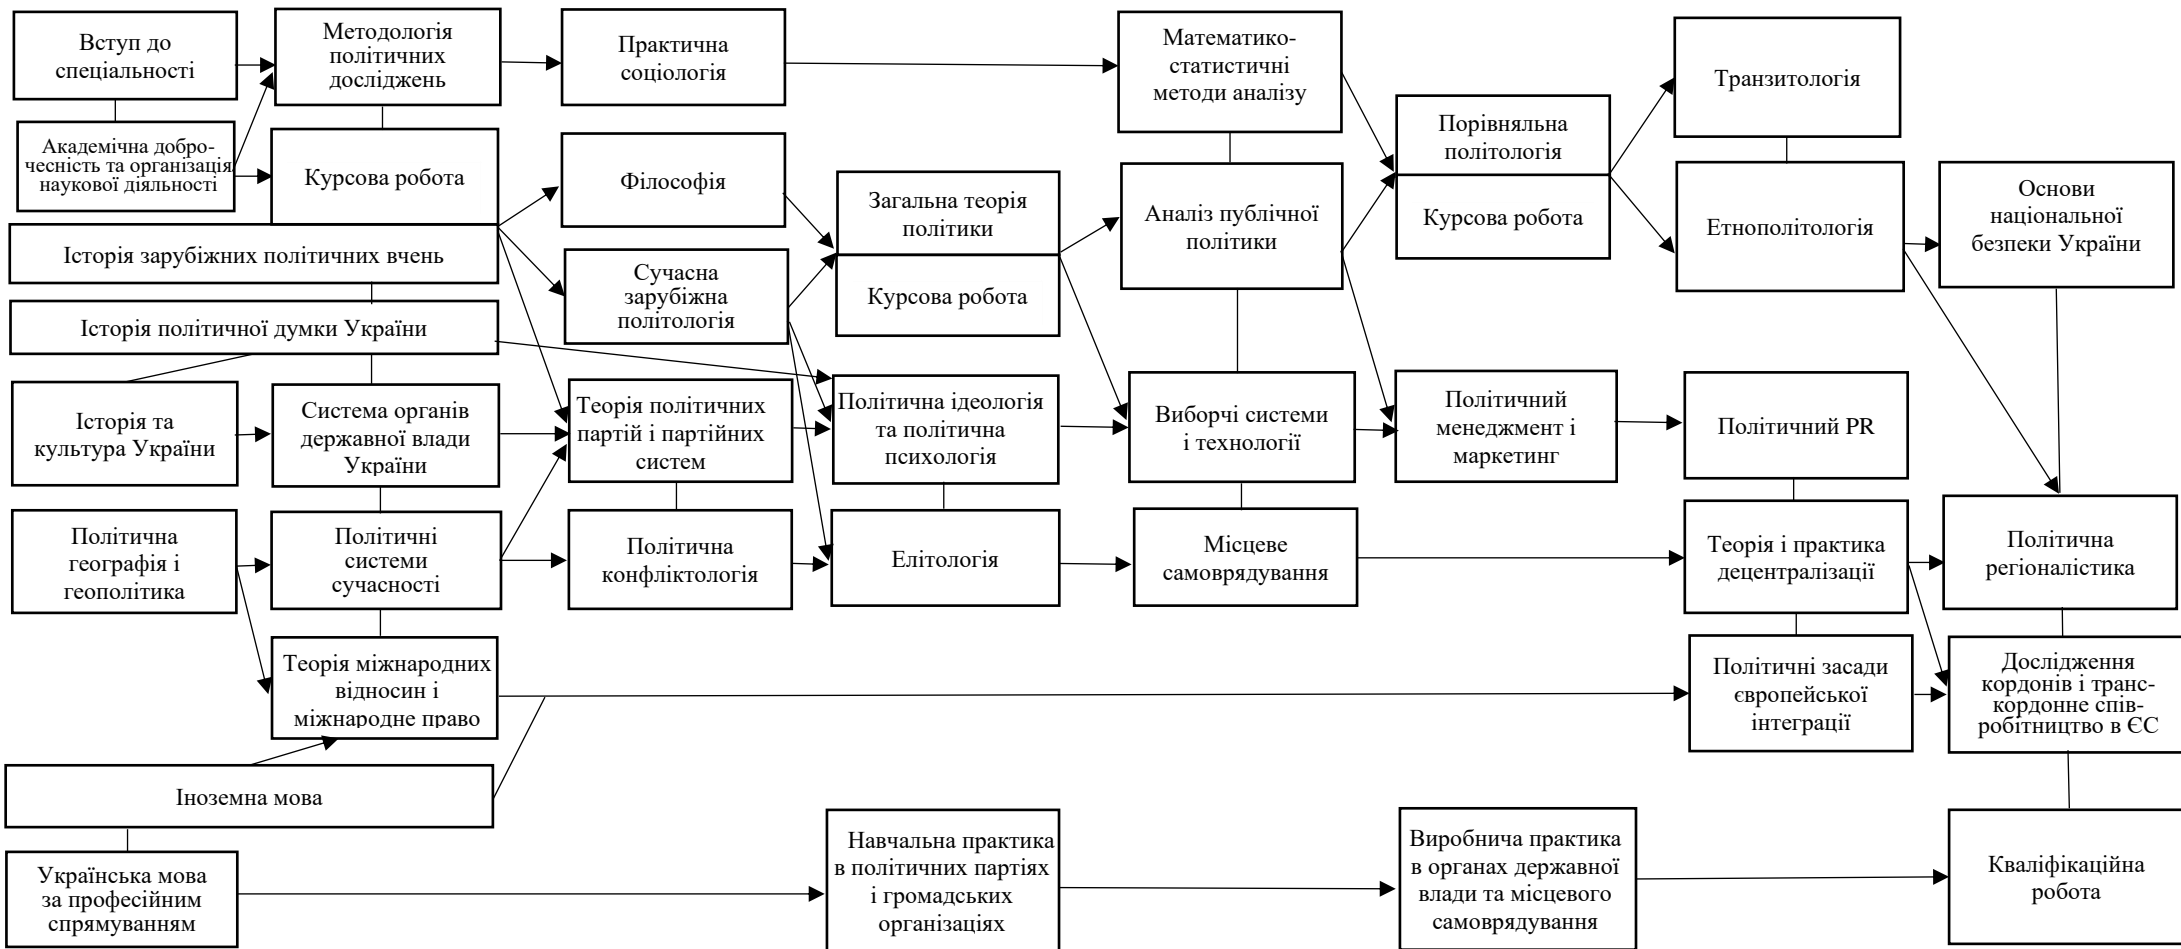 Вступ до
спеціальності
Методологія
політичних
досліджень
Практична
соціологія
Математико-
статистичні
методи аналізу
Транзитологія
Академічна добро-
чесність та організація
наукової діяльності
Курсова робота
Філософія
Загальна теорія
політики
Курсова робота
Аналіз публічної
політики
Порівняльна
політологія
Курсова робота
Етнополітологія
Основи
національної
безпеки України
Історія зарубіжних політичних вчень
Сучасна
зарубіжна
політологія
Історія політичної думки України
Історія та
культура України
Система органів
державної влади
України
Теорія політичних
партій і партійних
систем
Політична ідеологія
та політична
психологія
Виборчі системи
і технології
Політичний
менеджмент і
маркетинг
Політичний PR
Політична
географія і
геополітика
Політичні
системи
сучасності
Політична
конфліктологія
Елітологія
Місцеве
самоврядування
Теорія і практика
децентралізації
Політична
регіоналістика
Теорія міжнародних
відносин і
міжнародне право
Політичні засади
європейської
інтеграції
Дослідження
кордонів і транс-
кордонне спів-
робітництво в ЄС
Іноземна мова
Українська мова
за професійним
спрямуванням
Навчальна практика
в політичних партіях
і громадських
організаціях
Виробнича практика
в органах державної
влади та місцевого
самоврядування
Кваліфікаційна
робота